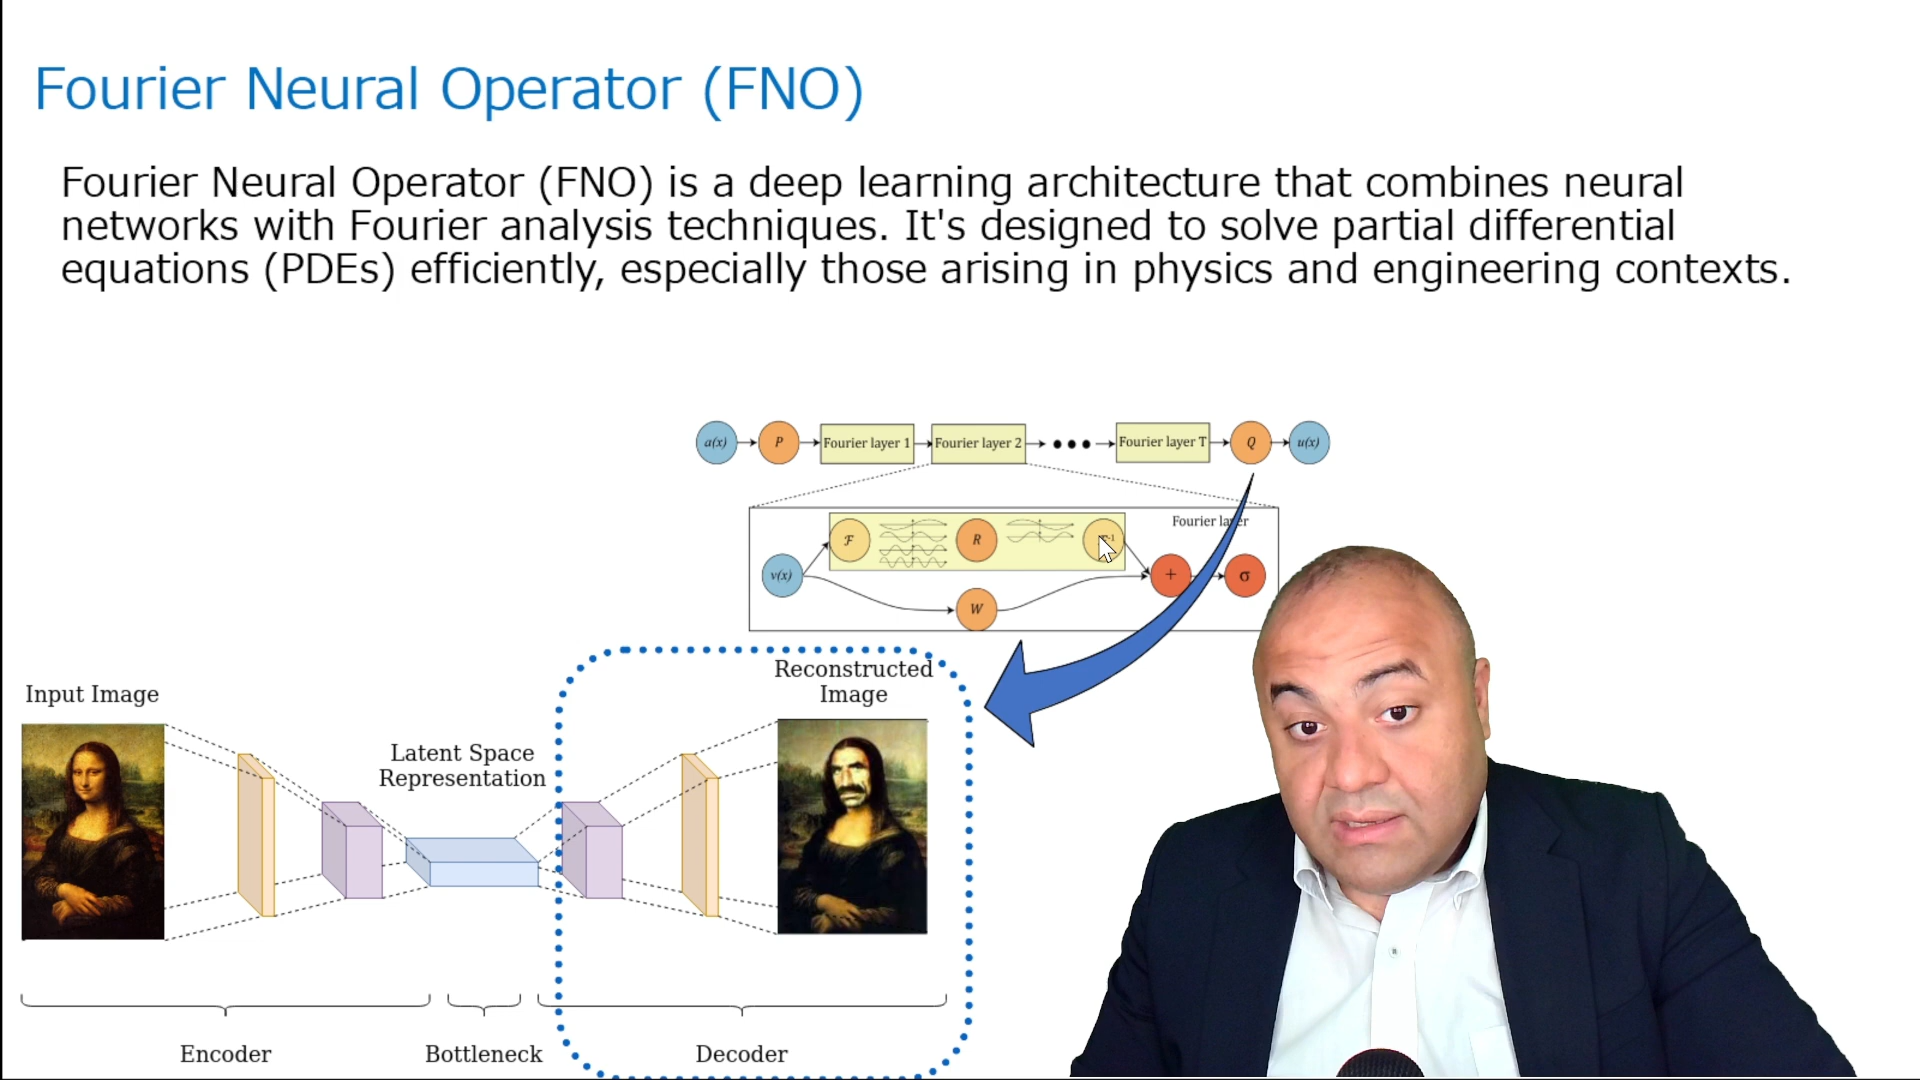 Fourier Neural Operator (FNO)
Fourier Neural Operator (FNO) is a deep learning architecture that combines neural
networks with Fourier analysis techniques. It's designed to solve partial differential
equations (PDEs) efficiently, especially those arising in physics and engineering contexts.
a(x) P Fourier layer 1 Fourier layer 2 Fourier layer T Q u(x)
Fourier layer
ℱ R
v(x) + σ
W
Reconstructed
Image
Input Image
Latent Space
Representation
Encoder Bottleneck Decoder